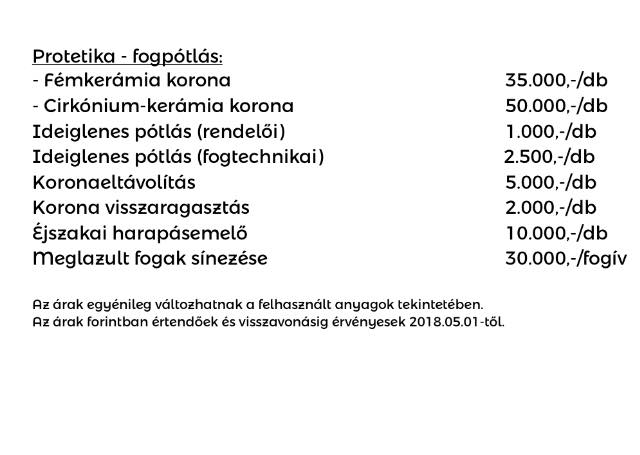 Protetika - fogpótlás:
- Fémkerámia korona 35.000,-/db
- Cirkónium-kerámia korona 50.000,-/db
Ideiglenes pótlás (rendelői) 1.000,-/db
Ideiglenes pótlás (fogtechnikai) 2.500,-/db
Koronaeltávolítás 5.000,-/db
Korona visszaragasztás 2.000,-/db
Éjszakai harapásemelő 10.000,-/db
Meglazult fogak sínezése 30.000,-/fogív
Az árak egyénileg változhatnak a felhasznált anyagok tekintetében.
Az árak forintban értendőek és visszavonásig érvényesek 2018.05.01-től.